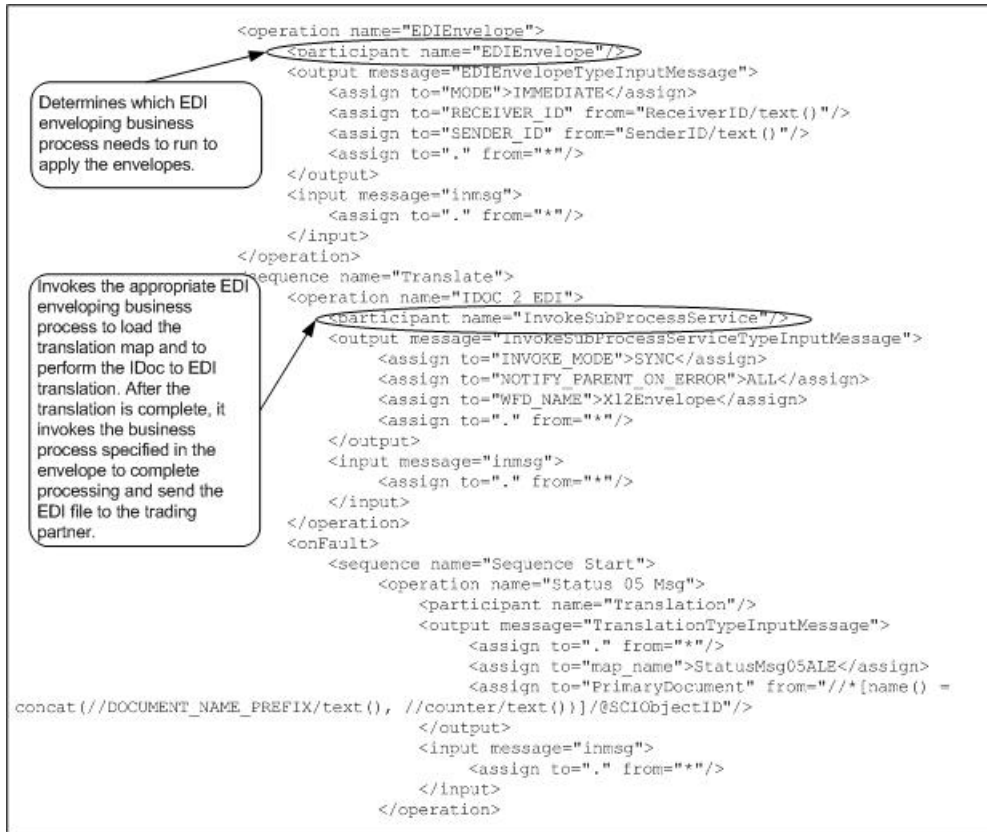 <operation name="EDIEnvelope">
<participant name="EDIEnvelope"/>
<output message="EDIEnvelopeTypeInputMessage">
<assign to="MODE">IMMEDIATE</assign>
<assign to="RECEIVER_ID" from="ReceiverID/text()"/>
<assign to="SENDER_ID" from="SenderID/text()"/>
<assign to="." from="*"/>
</output>
<input message="inmsg">
<assign to="." from="*"/>
</input>
</operation>
Determines which EDI
enveloping business
process needs to run to
apply the envelopes.
sequence name="Translate">
<operation name="IDOC 2 EDI">
<participant name="InvokeSubProcessService"/>
<output message="InvokeSubProcessServiceTypeInputMessage">
<assign to="INVOKE_MODE">SYNC</assign>
<assign to="NOTIFY_PARENT_ON_ERROR">ALL</assign>
<assign to="WFD_NAME">X12Envelope</assign>
<assign to="." from="*"/>
</output>
<input message="inmsg">
<assign to="." from="*"/>
</input>
</operation>
Invokes the appropriate EDI
enveloping business
process to load the
translation map and to
perform the IDoc to EDI
translation. After the
translation is complete, it
invokes the business
process specified in the
envelope to complete
processing and send the
EDI file to the trading
partner.
<onFault>
<sequence name="Sequence Start">
<operation name="Status 05 Msg">
<participant name="Translation"/>
<output message="TranslationTypeInputMessage">
<assign to="." from="*"/>
<assign to="map_name">StatusMsg05ALE</assign>
<assign to="PrimaryDocument" from="//*[name() =
concat(//DOCUMENT_NAME_PREFIX/text(), //counter/text())]/@SCIObjectID"/>
</output>
<input message="inmsg">
<assign to="." from="*"/>
</input>
</operation>